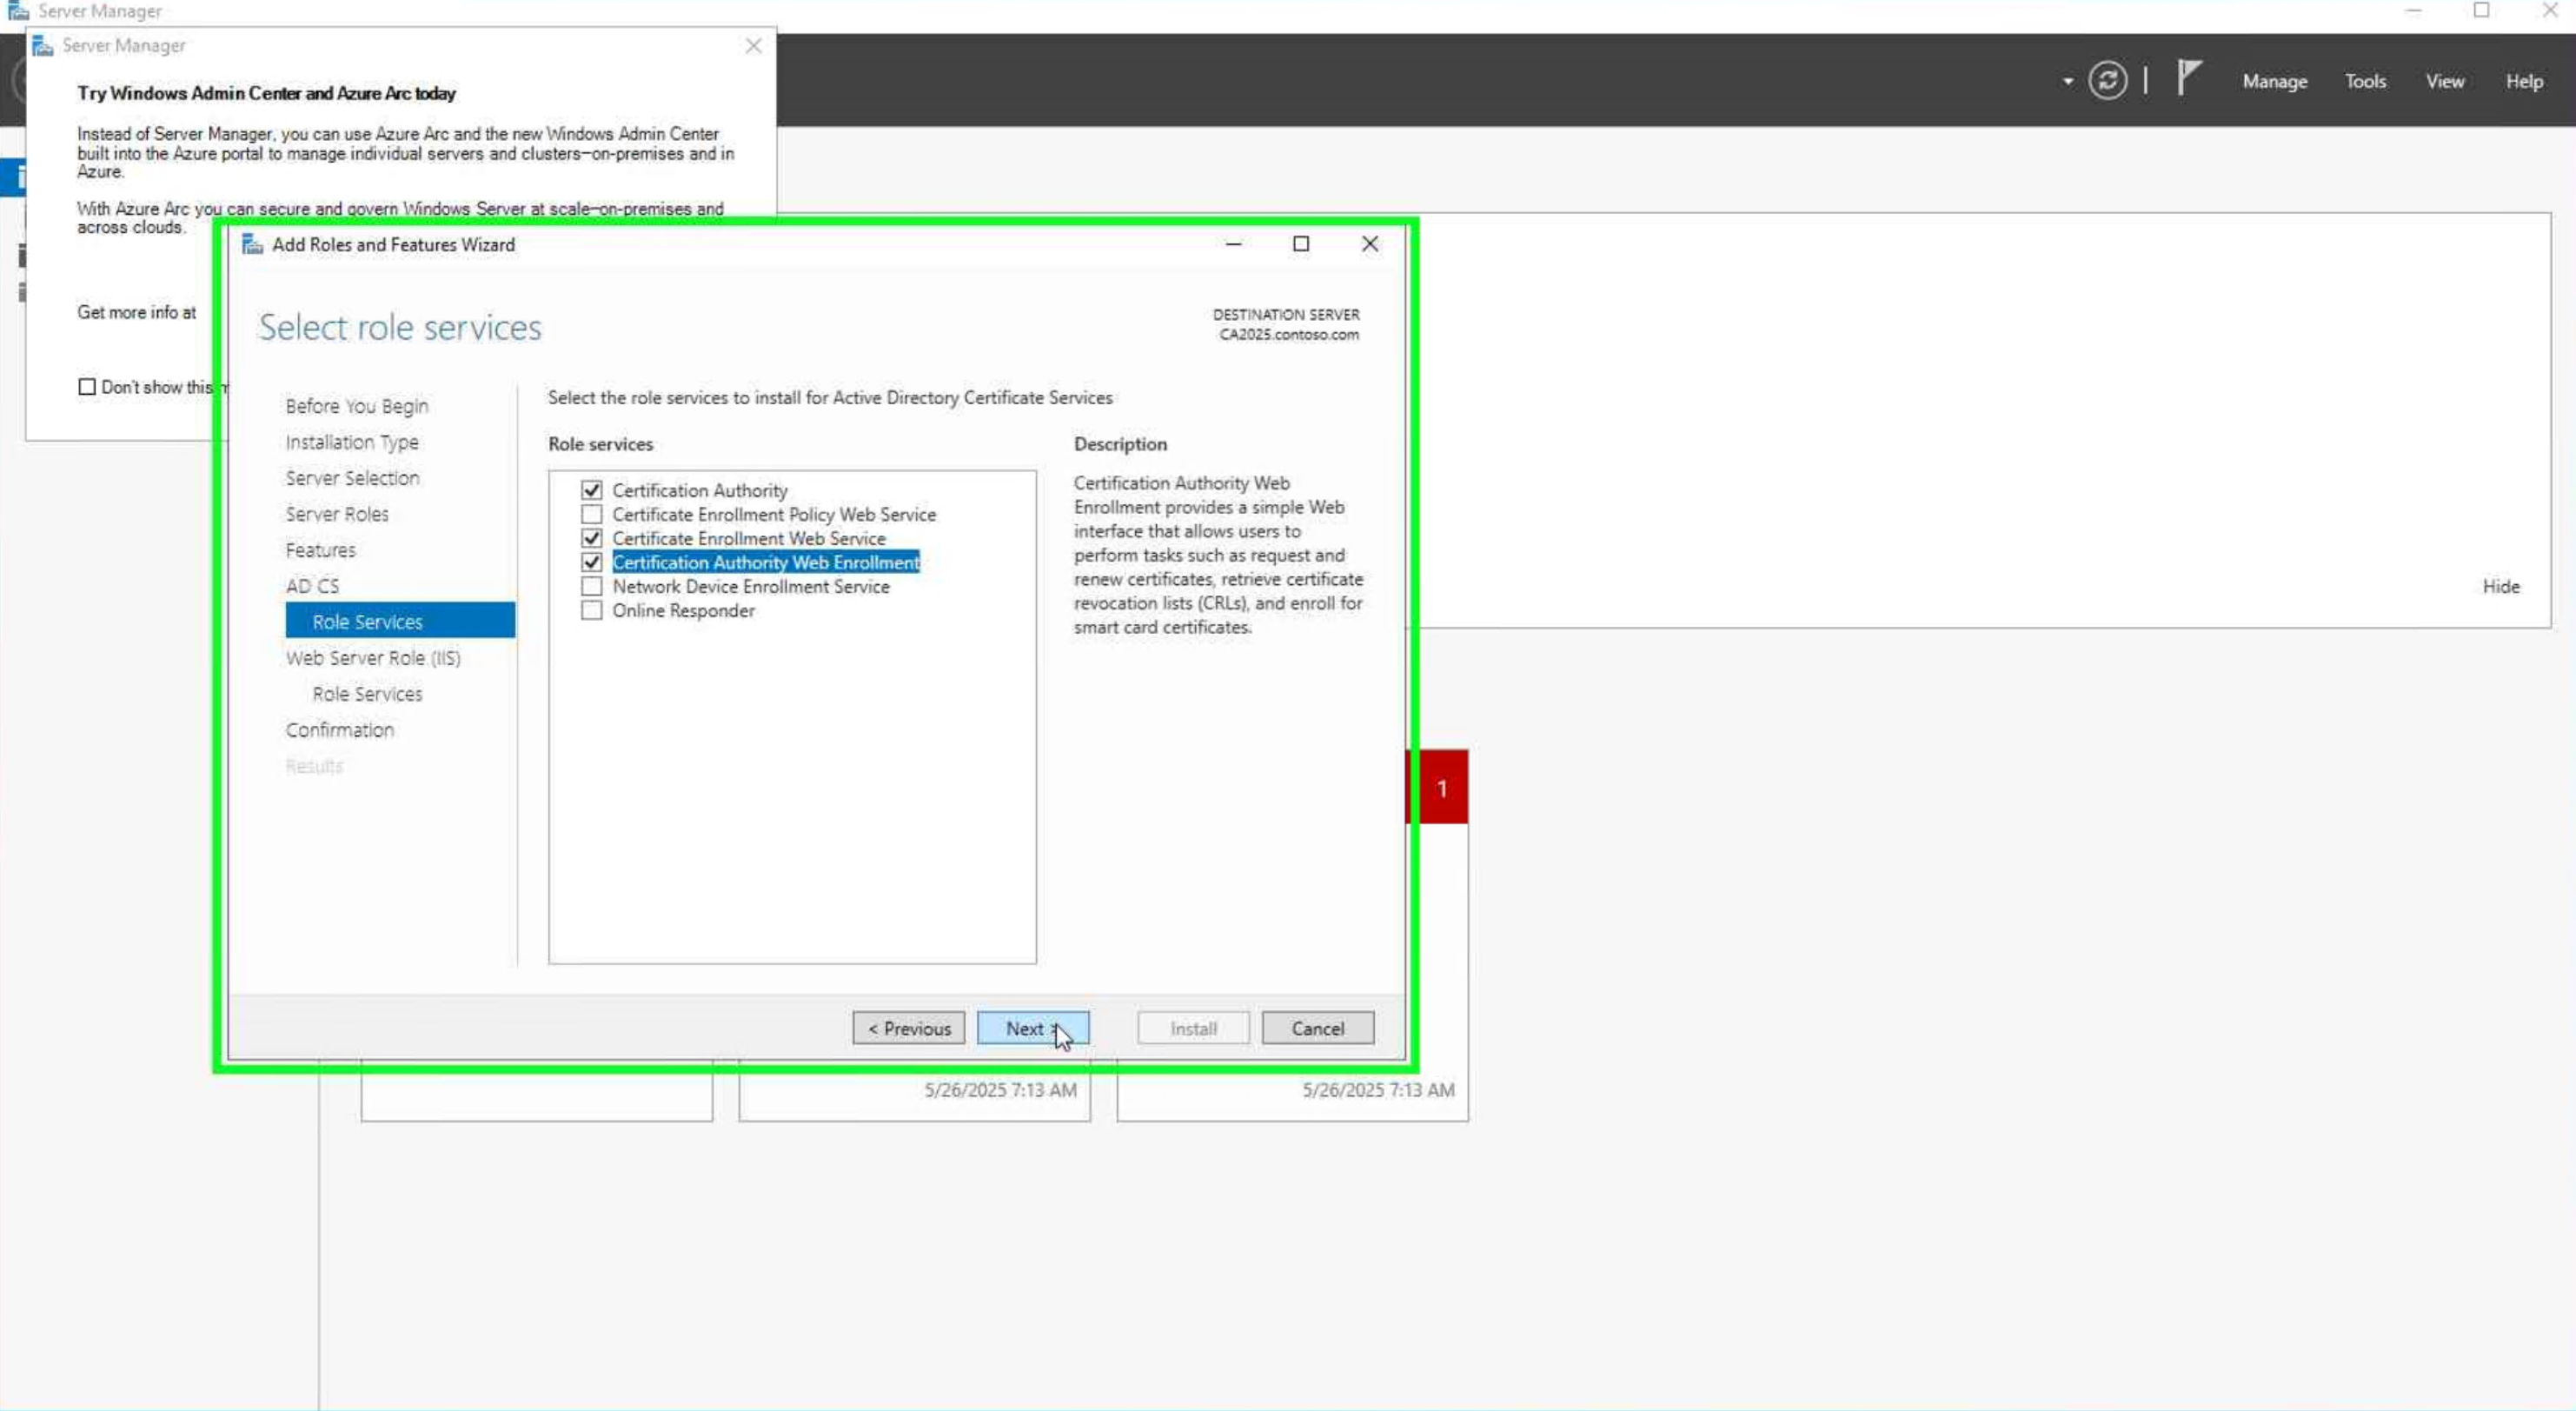 Server Manager
Server Manager
Try Windows Admin Center and Azure Arc today
Instead of Server Manager, you can use Azure Arc and the new Windows Admin Center
built into the Azure portal to manage individual servers and clusters—on-premises and in
Azure.
With Azure Arc you can secure and govern Windows Server at scale—on-premises and
across clouds.
Get more info at
Don't show this m
Manage
Tools
View
Help
Add Roles and Features Wizard
Select role services
DESTINATION SERVER
CA2025.contoso.com
Before You Begin
Installation Type
Server Selection
Server Roles
Features
AD CS
Role Services
Web Server Role (IIS)
Role Services
Confirmation
Results
Select the role services to install for Active Directory Certificate Services
Role services
Certification Authority
Certificate Enrollment Policy Web Service
Certificate Enrollment Web Service
Certification Authority Web Enrollment
Network Device Enrollment Service
Online Responder
Description
Certification Authority Web
Enrollment provides a simple Web
interface that allows users to
perform tasks such as request and
renew certificates, retrieve certificate
revocation lists (CRLs), and enroll for
smart card certificates.
< Previous
Next >
Install
Cancel
Hide
1
5/26/2025 7:13 AM
5/26/2025 7:13 AM